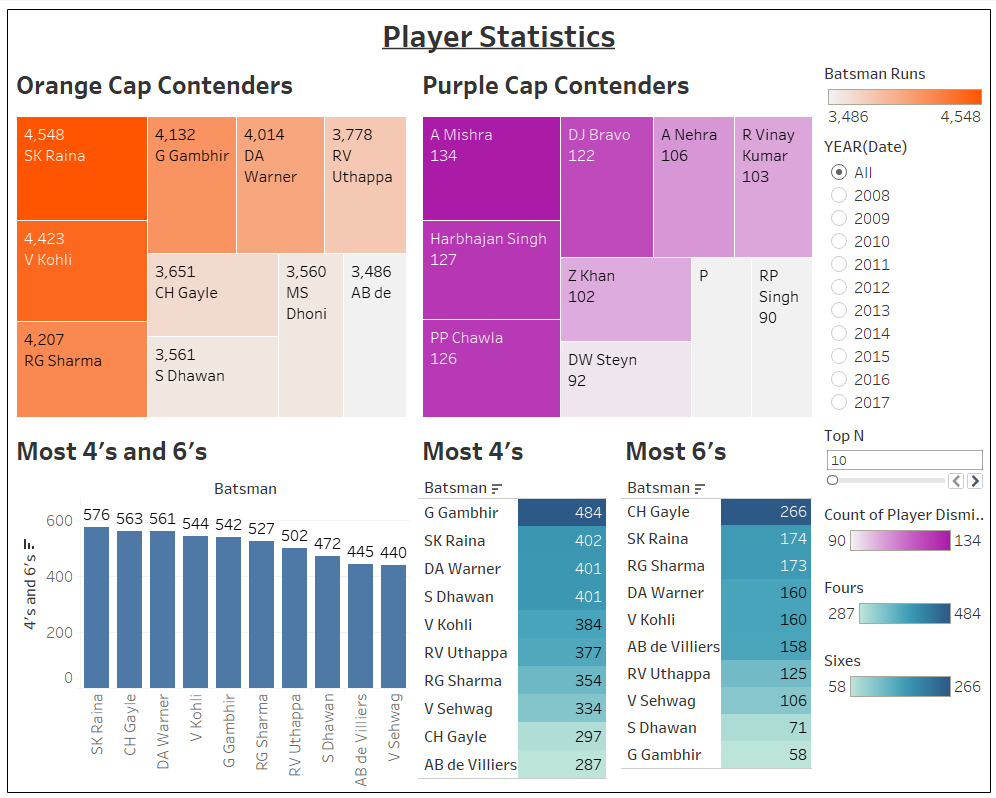 Player Statistics
Orange Cap Contenders
4,548
SK Raina
4,423
V Kohli
4,207
RG Sharma
4,132
G Gambhir
4,014
DA
Warner
3,778
RV
Uthappa
3,651
CH Gayle
3,561
S Dhawan
3,560
MS
Dhoni
3,486
AB de
Purple Cap Contenders
A Mishra
134
Harbhajan Singh
127
PP Chawla
126
DJ Bravo
122
A Nehra
106
R Vinay
Kumar
103
Z Khan
102
DW Steyn
92
P
RP
Singh
90
Batsman Runs
3,486 4,548
YEAR(Date)
All
2008
2009
2010
2011
2012
2013
2014
2015
2016
2017
Top N
10
Count of Player Dismi..
90 134
Fours
287 484
Sixes
58 266
Most 4's and 6's
Batsman
4's and 6's
600
400
200
0
576 563 561 544 542 527 502 472 445 440
SK Raina
CH Gayle
DA Warner
V Kohli
G Gambhir
RG Sharma
RV Uthappa
S Dhawan
AB de Villiers
V Sehwag
Most 4's
Batsman
G Gambhir 484
SK Raina 402
DA Warner 401
S Dhawan 401
V Kohli 384
RV Uthappa 377
RG Sharma 354
V Sehwag 334
CH Gayle 297
AB de Villiers 287
Most 6's
Batsman
CH Gayle 266
SK Raina 174
RG Sharma 173
DA Warner 160
V Kohli 160
AB de Villiers 158
RV Uthappa 125
V Sehwag 106
S Dhawan 71
G Gambhir 58